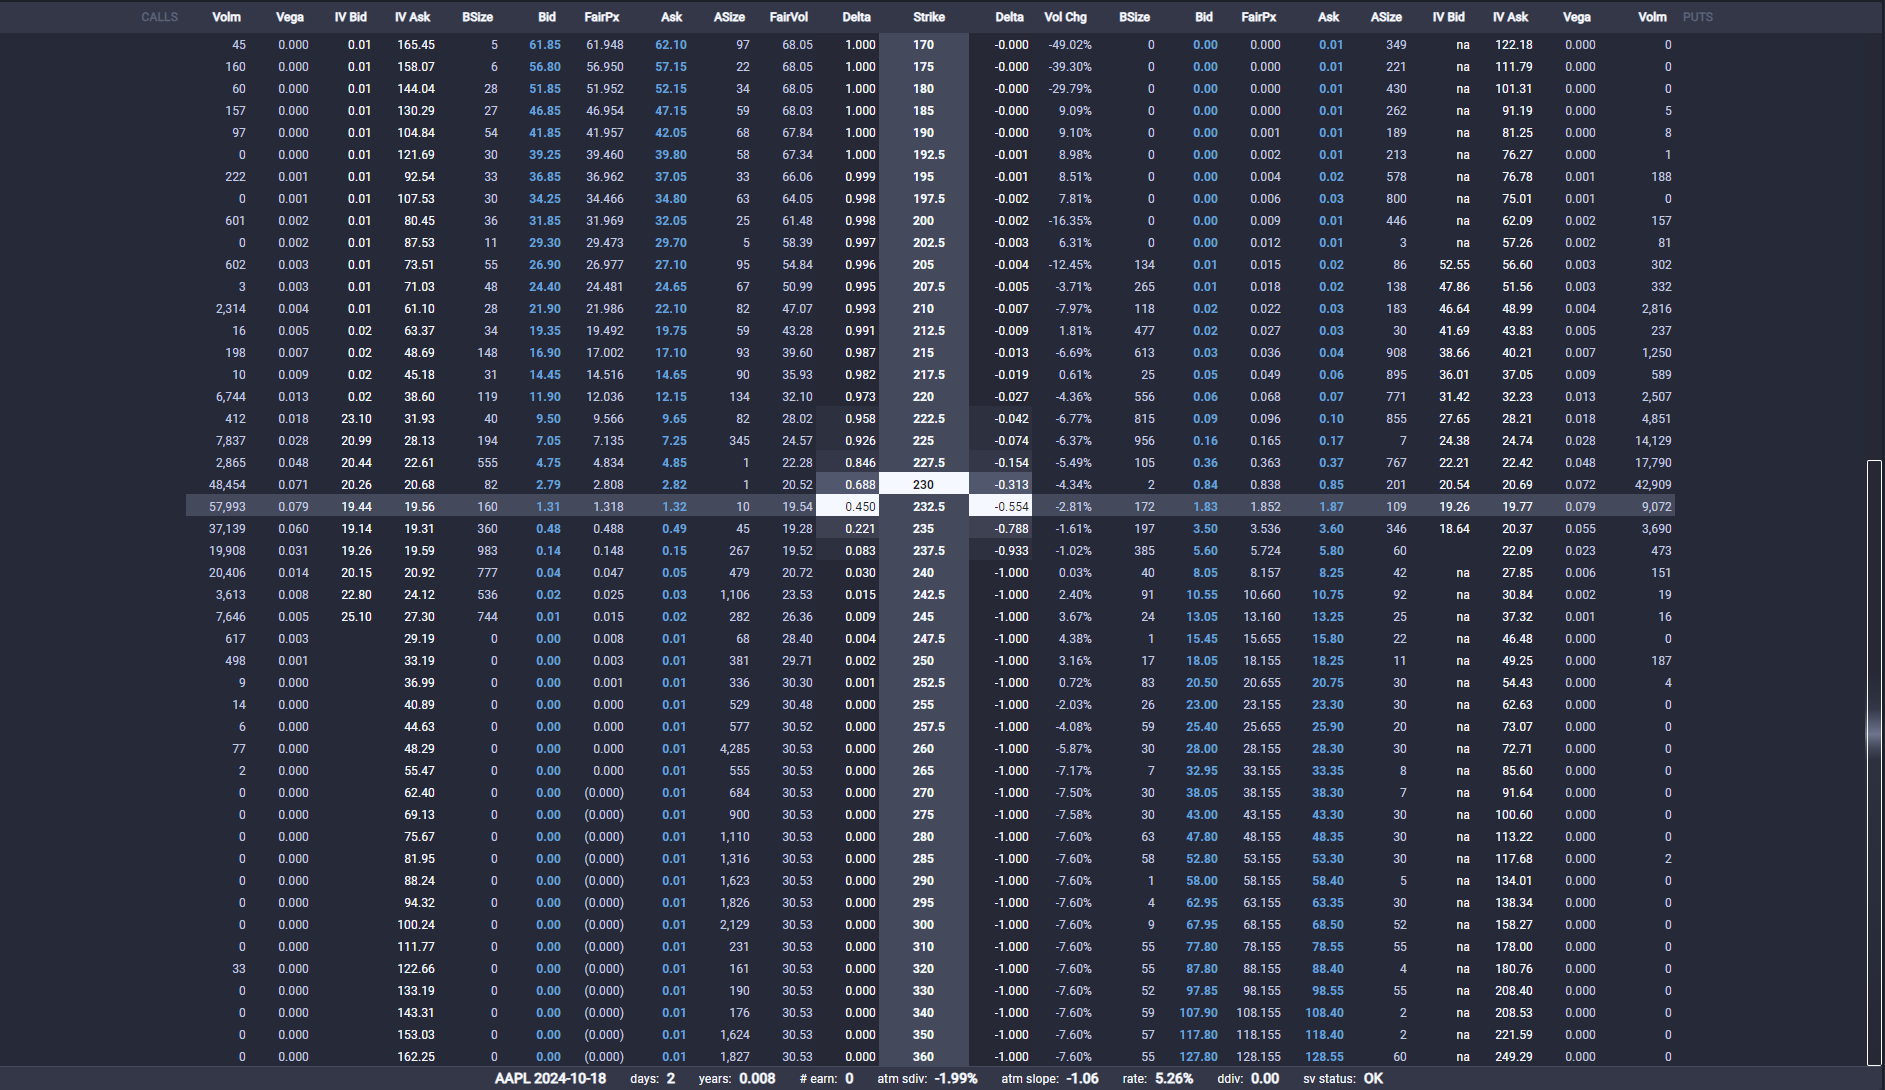 CALLS Volm Vega IV Bid IV Ask BSize Bid FairPx Ask ASize FairVol Delta Strike Delta Vol Chg BSize Bid FairPx Ask ASize IV Bid IV Ask Vega Volm PUTS
45 0.000 0.01 165.45 5 61.85 61.948 62.10 97 68.05 1.000 170 -0.000 -49.02% 0 0.00 0.000 0.01 349 na 122.18 0.000 0
160 0.000 0.01 158.07 6 56.80 56.950 57.15 22 68.05 1.000 175 -0.000 -39.30% 0 0.00 0.000 0.01 221 na 111.79 0.000 0
60 0.000 0.01 144.04 28 51.85 51.952 52.15 34 68.05 1.000 180 -0.000 -29.79% 0 0.00 0.000 0.01 430 na 101.31 0.000 0
157 0.000 0.01 130.29 27 46.85 46.954 47.15 59 68.03 1.000 185 -0.000 9.09% 0 0.00 0.000 0.01 262 na 91.19 0.000 5
97 0.000 0.01 104.84 54 41.85 41.957 42.05 68 67.84 1.000 190 -0.000 9.10% 0 0.00 0.001 0.01 189 na 81.25 0.000 8
0 0.000 0.01 121.69 30 39.25 39.460 39.80 58 67.34 1.000 192.5 -0.001 8.98% 0 0.00 0.002 0.01 213 na 76.27 0.000 1
222 0.001 0.01 92.54 33 36.85 36.962 37.05 33 66.06 0.999 195 -0.001 8.51% 0 0.00 0.004 0.02 578 na 76.78 0.001 188
0 0.001 0.01 107.53 30 34.25 34.466 34.80 63 64.05 0.998 197.5 -0.002 7.81% 0 0.00 0.006 0.03 800 na 75.01 0.001 0
601 0.002 0.01 80.45 36 31.85 31.969 32.05 25 61.48 0.998 200 -0.002 -16.35% 0 0.00 0.009 0.01 446 na 62.09 0.002 157
0 0.002 0.01 87.53 11 29.30 29.473 29.70 5 58.39 0.997 202.5 -0.003 6.31% 0 0.00 0.012 0.01 3 na 57.26 0.002 81
602 0.003 0.01 73.51 55 26.90 26.977 27.10 95 54.84 0.996 205 -0.004 -12.45% 134 0.01 0.015 0.02 86 52.55 56.60 0.003 302
3 0.003 0.01 71.03 48 24.40 24.481 24.65 67 50.99 0.995 207.5 -0.005 -3.71% 265 0.01 0.018 0.02 138 47.86 51.56 0.003 332
2,314 0.004 0.01 61.10 28 21.90 21.986 22.10 82 47.07 0.993 210 -0.007 -7.97% 118 0.02 0.022 0.03 183 46.64 48.99 0.004 2,816
16 0.005 0.02 63.37 34 19.35 19.492 19.75 59 43.28 0.991 212.5 -0.009 1.81% 477 0.02 0.027 0.03 30 41.69 43.83 0.005 237
198 0.007 0.02 48.69 148 16.90 17.002 17.10 93 39.60 0.987 215 -0.013 -6.69% 613 0.03 0.036 0.04 908 38.66 40.21 0.007 1,250
10 0.009 0.02 45.18 31 14.45 14.516 14.65 90 35.93 0.982 217.5 -0.019 0.61% 25 0.05 0.049 0.06 895 36.01 37.05 0.009 589
6,744 0.013 0.02 38.60 119 11.90 12.036 12.15 134 32.10 0.973 220 -0.027 -4.36% 556 0.06 0.068 0.07 771 31.42 32.23 0.013 2,507
412 0.018 23.10 31.93 40 9.50 9.566 9.65 82 28.02 0.958 222.5 -0.042 -6.77% 815 0.09 0.096 0.10 855 27.65 28.21 0.018 4,851
7,837 0.028 20.99 28.13 194 7.05 7.135 7.25 345 24.57 0.926 225 -0.074 -6.37% 956 0.16 0.165 0.17 7 24.38 24.74 0.028 14,129
2,865 0.048 20.44 22.61 555 4.75 4.834 4.85 1 22.28 0.846 227.5 -0.154 -5.49% 105 0.36 0.363 0.37 767 22.21 22.42 0.048 17,790
48,454 0.071 20.26 20.68 82 2.79 2.808 2.82 1 20.52 0.688 230 -0.313 -4.34% 2 0.84 0.838 0.85 201 20.54 20.69 0.072 42,909
57,993 0.079 19.44 19.56 160 1.31 1.318 1.32 10 19.54 0.450 232.5 -0.554 -2.81% 172 1.83 1.852 1.87 109 19.26 19.77 0.079 9,072
37,139 0.060 19.14 19.31 360 0.48 0.488 0.49 45 19.28 0.221 235 -0.788 -1.61% 197 3.50 3.536 3.60 346 18.64 20.37 0.055 3,690
19,908 0.031 19.26 19.59 983 0.14 0.148 0.15 267 19.52 0.083 237.5 -0.933 -1.02% 385 5.60 5.724 5.80 60 22.09 0.023 473
20,406 0.014 20.15 20.92 777 0.04 0.047 0.05 479 20.72 0.030 240 -1.000 0.03% 40 8.05 8.157 8.25 42 na 27.85 0.006 151
3,613 0.008 22.80 24.12 536 0.02 0.025 0.03 1,106 23.53 0.015 242.5 -1.000 2.40% 91 10.55 10.660 10.75 92 na 30.84 0.002 19
7,646 0.005 25.10 27.30 744 0.01 0.015 0.02 282 26.36 0.009 245 -1.000 3.67% 24 13.05 13.160 13.25 25 na 37.32 0.001 16
617 0.003 29.19 0 0.00 0.008 0.01 68 28.40 0.004 247.5 -1.000 4.38% 1 15.45 15.655 15.80 22 na 46.48 0.000 0
498 0.001 33.19 0 0.00 0.003 0.01 381 29.71 0.002 250 -1.000 3.16% 17 18.05 18.155 18.25 11 na 49.25 0.000 187
9 0.000 36.99 0 0.00 0.001 0.01 336 30.30 0.001 252.5 -1.000 0.72% 83 20.50 20.655 20.75 30 na 54.43 0.000 4
14 0.000 40.89 0 0.00 0.000 0.01 529 30.48 0.000 255 -1.000 -2.03% 26 23.00 23.155 23.30 30 na 62.63 0.000 0
6 0.000 44.63 0 0.00 0.000 0.01 577 30.52 0.000 257.5 -1.000 -4.08% 59 25.40 25.655 25.90 20 na 73.07 0.000 0
77 0.000 48.29 0 0.00 0.000 0.01 4,285 30.53 0.000 260 -1.000 -5.87% 30 28.00 28.155 28.30 30 na 72.71 0.000 0
2 0.000 55.47 0 0.00 0.000 0.01 555 30.53 0.000 265 -1.000 -7.17% 7 32.95 33.155 33.35 8 na 85.60 0.000 0
0 0.000 62.40 0 0.00 (0.000) 0.01 684 30.53 0.000 270 -1.000 -7.50% 30 38.05 38.155 38.30 7 na 91.64 0.000 0
0 0.000 69.13 0 0.00 (0.000) 0.01 900 30.53 0.000 275 -1.000 -7.58% 30 43.00 43.155 43.30 30 na 100.60 0.000 0
0 0.000 75.67 0 0.00 (0.000) 0.01 1,110 30.53 0.000 280 -1.000 -7.60% 63 47.80 48.155 48.35 30 na 113.22 0.000 0
0 0.000 81.95 0 0.00 (0.000) 0.01 1,316 30.53 0.000 285 -1.000 -7.60% 58 52.80 53.155 53.30 30 na 117.68 0.000 2
0 0.000 88.24 0 0.00 (0.000) 0.01 1,623 30.53 0.000 290 -1.000 -7.60% 1 58.00 58.155 58.40 5 na 134.01 0.000 0
0 0.000 94.32 0 0.00 (0.000) 0.01 1,826 30.53 0.000 295 -1.000 -7.60% 4 62.95 63.155 63.35 30 na 138.34 0.000 0
0 0.000 100.24 0 0.00 (0.000) 0.01 2,129 30.53 0.000 300 -1.000 -7.60% 9 67.95 68.155 68.50 52 na 158.27 0.000 0
0 0.000 111.77 0 0.00 (0.000) 0.01 231 30.53 0.000 310 -1.000 -7.60% 55 77.80 78.155 78.55 55 na 178.00 0.000 0
33 0.000 122.66 0 0.00 (0.000) 0.01 161 30.53 0.000 320 -1.000 -7.60% 55 87.80 88.155 88.40 4 na 180.76 0.000 0
0 0.000 133.19 0 0.00 (0.000) 0.01 190 30.53 0.000 330 -1.000 -7.60% 52 97.85 98.155 98.55 55 na 208.40 0.000 0
0 0.000 143.31 0 0.00 (0.000) 0.01 176 30.53 0.000 340 -1.000 -7.60% 59 107.90 108.155 108.40 2 na 208.53 0.000 0
0 0.000 153.03 0 0.00 (0.000) 0.01 1,624 30.53 0.000 350 -1.000 -7.60% 57 117.80 118.155 118.40 2 na 221.59 0.000 0
0 0.000 162.25 0 0.00 (0.000) 0.01 1,827 30.53 0.000 360 -1.000 -7.60% 55 127.80 128.155 128.55 60 na 249.29 0.000 0
AAPL 2024-10-18 days: 2 years: 0.008 # earn: 0 atm sdiv: -1.99% atm slope: -1.06 rate: 5.26% ddiv: 0.00 sv status: OK